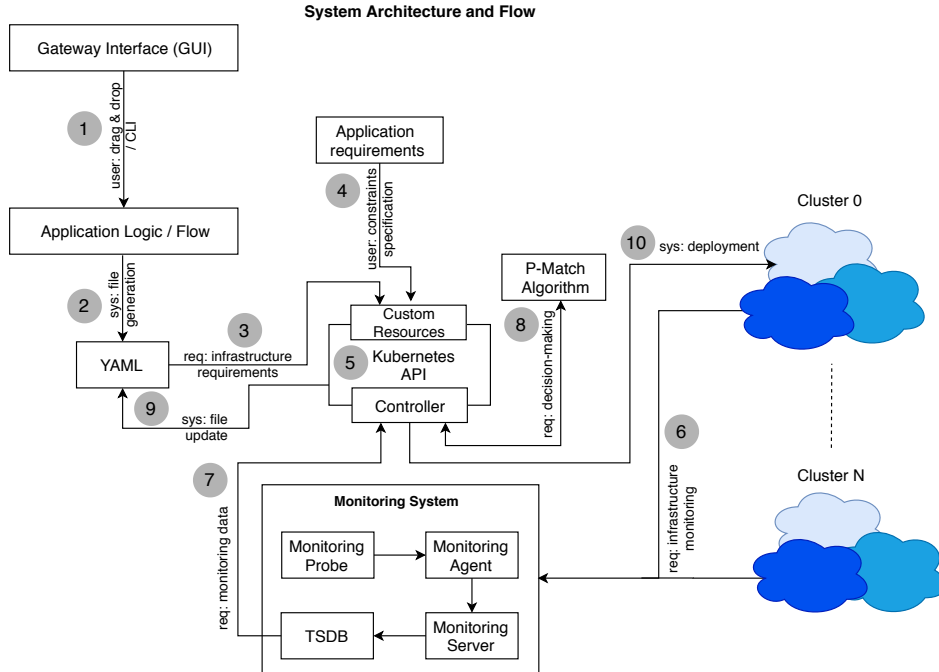 System Architecture and Flow
Gateway Interface (GUI)
1
user: drag & drop
/ CLI
Application
requirements
4
user: constraints
specification
Application Logic / Flow
2
sys: file
generation
3
req: infrastructure
requirements
YAML
9
sys: file
update
Custom
Resources
5
Kubernetes
API
Controller
P-Match
Algorithm
8
req: decision-making
10
sys: deployment
Cluster 0
6
req: infrastructure
monitoring
Cluster N
7
req: monitoring data
Monitoring System
Monitoring
Probe
Monitoring
Agent
TSDB
Monitoring
Server